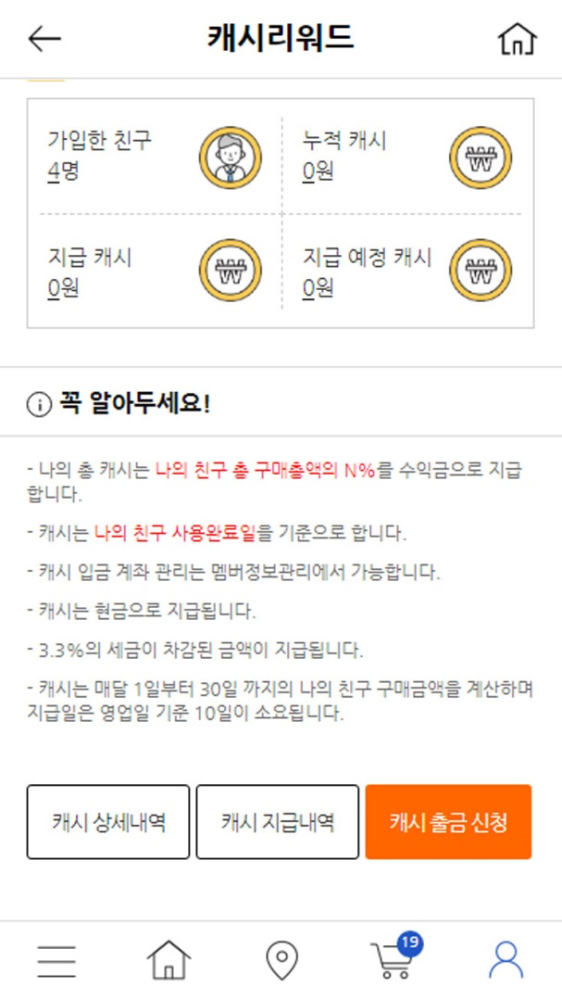 캐시리워드
가입한 친구
4명
누적 캐시
0원
지급 캐시
0원
지급 예정 캐시
0원
꼭 알아두세요!
- 나의 총 캐시는 나의 친구 총 구매총액의 N%를 수익금으로 지급
합니다.
- 캐시는 나의 친구 사용완료일을 기준으로 합니다.
- 캐시 입금 계좌 관리는 멤버정보관리에서 가능합니다.
- 캐시는 현금으로 지급됩니다.
- 3.3%의 세금이 차감된 금액이 지급됩니다.
- 캐시는 매달 1일부터 30일 까지의 나의 친구 구매금액을 계산하며
지급일은 영업일 기준 10일이 소요됩니다.
캐시 상세내역
캐시 지급내역
캐시 출금 신청
19